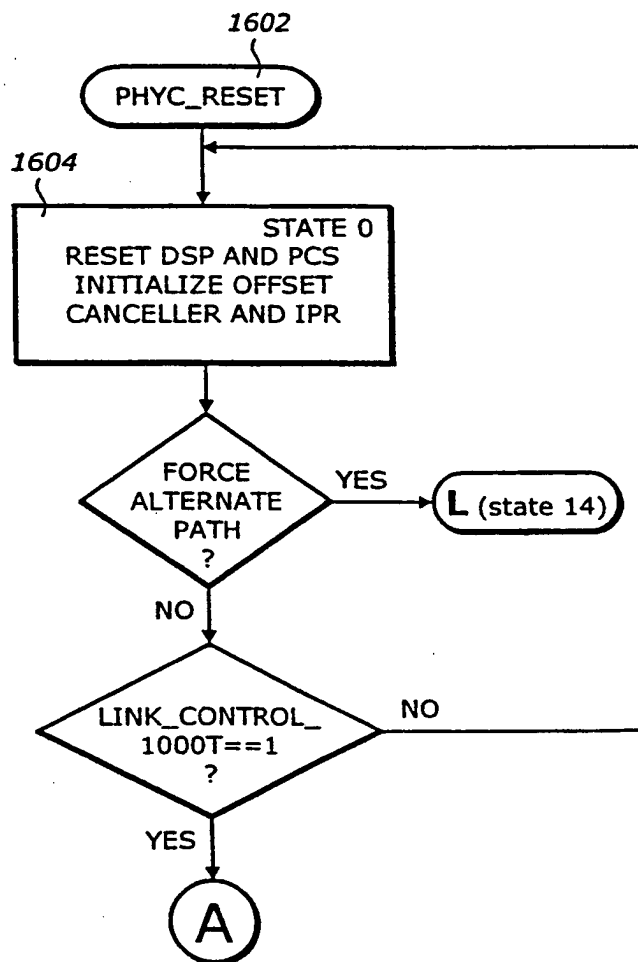 1602
PHYC_RESET
1604
STATE 0
RESET DSP AND PCS
INITIALIZE OFFSET
CANCELLER AND IPR
FORCE
ALTERNATE
PATH
?
YES
L (state 14)
NO
LINK_CONTROL_
1000T==1
?
NO
YES
A